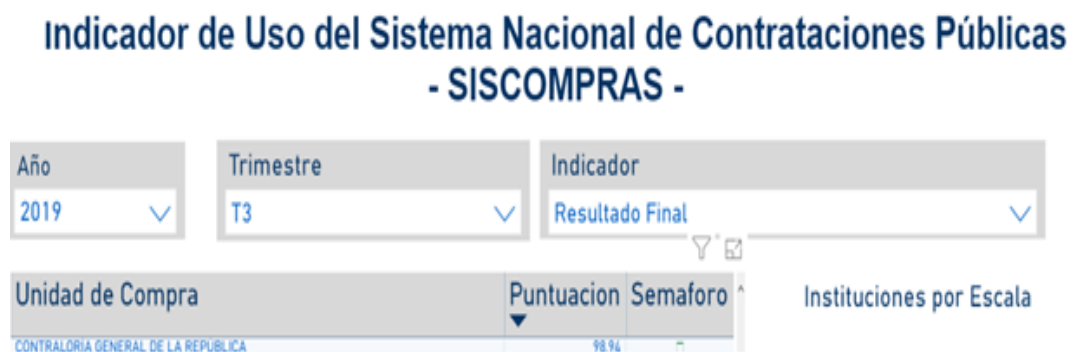 Indicador de Uso del Sistema Nacional de Contrataciones Públicas
- SISCOMPRAS -
Año
Trimestre
Indicador
2019
T3
Resultado Final
Unidad de Compra
Puntuacion
Semaforo
Instituciones por Escala
CONTRALORIA GENERAL DE LA REPÚBLICA
98.94